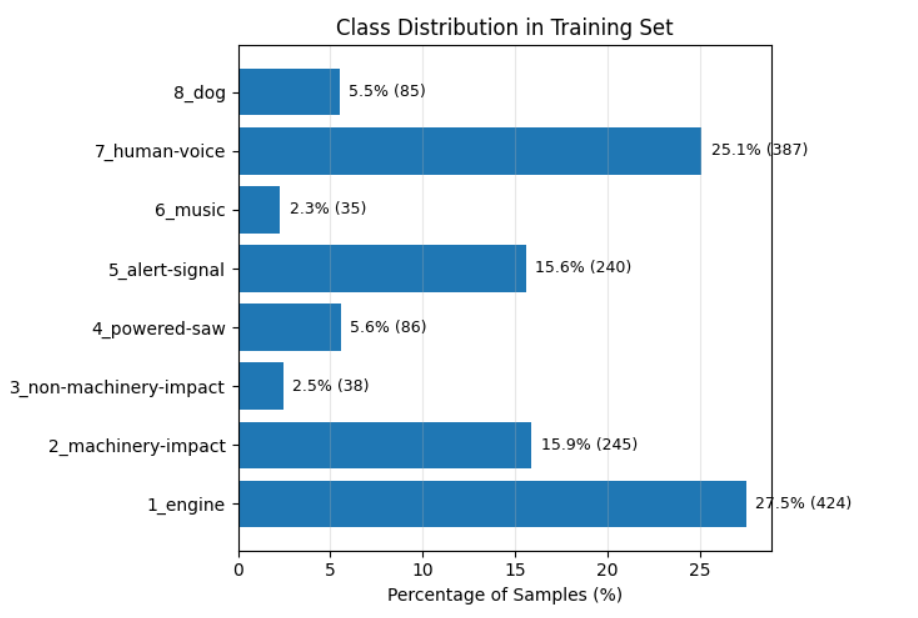 Class Distribution in Training Set
8_dog 5.5% (85)
7_human-voice 25.1% (387)
6_music 2.3% (35)
5_alert-signal 15.6% (240)
4_powered-saw 5.6% (86)
3_non-machinery-impact 2.5% (38)
2_machinery-impact 15.9% (245)
1_engine 27.5% (424)
0 5 10 15 20 25
Percentage of Samples (%)